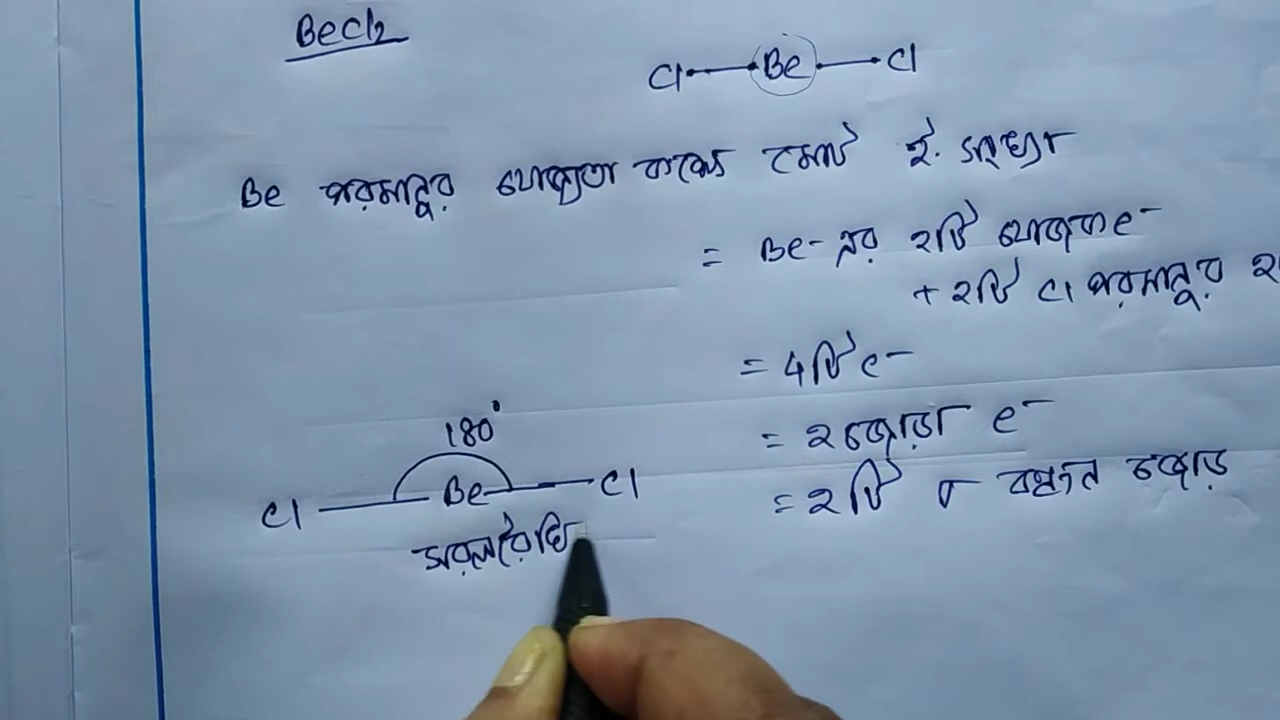 BeCl2
Cl—Be—Cl
Be পরমানুর যোজ্যতা কক্ষে মোট ই. সংখ্যা
= Be-এর ২টি যোজক e⁻
+ ২টি Cl পরমানুর
= 4টি e⁻
= ২জোড়া e⁻
= ২টি σ বন্ধন জোড়
180°
Cl—Be—Cl
সরলরৈখি